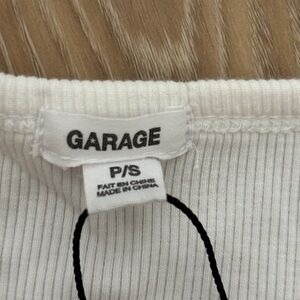 GARAGE
P/S
FAIT EN CHINE
MADE IN CHINA